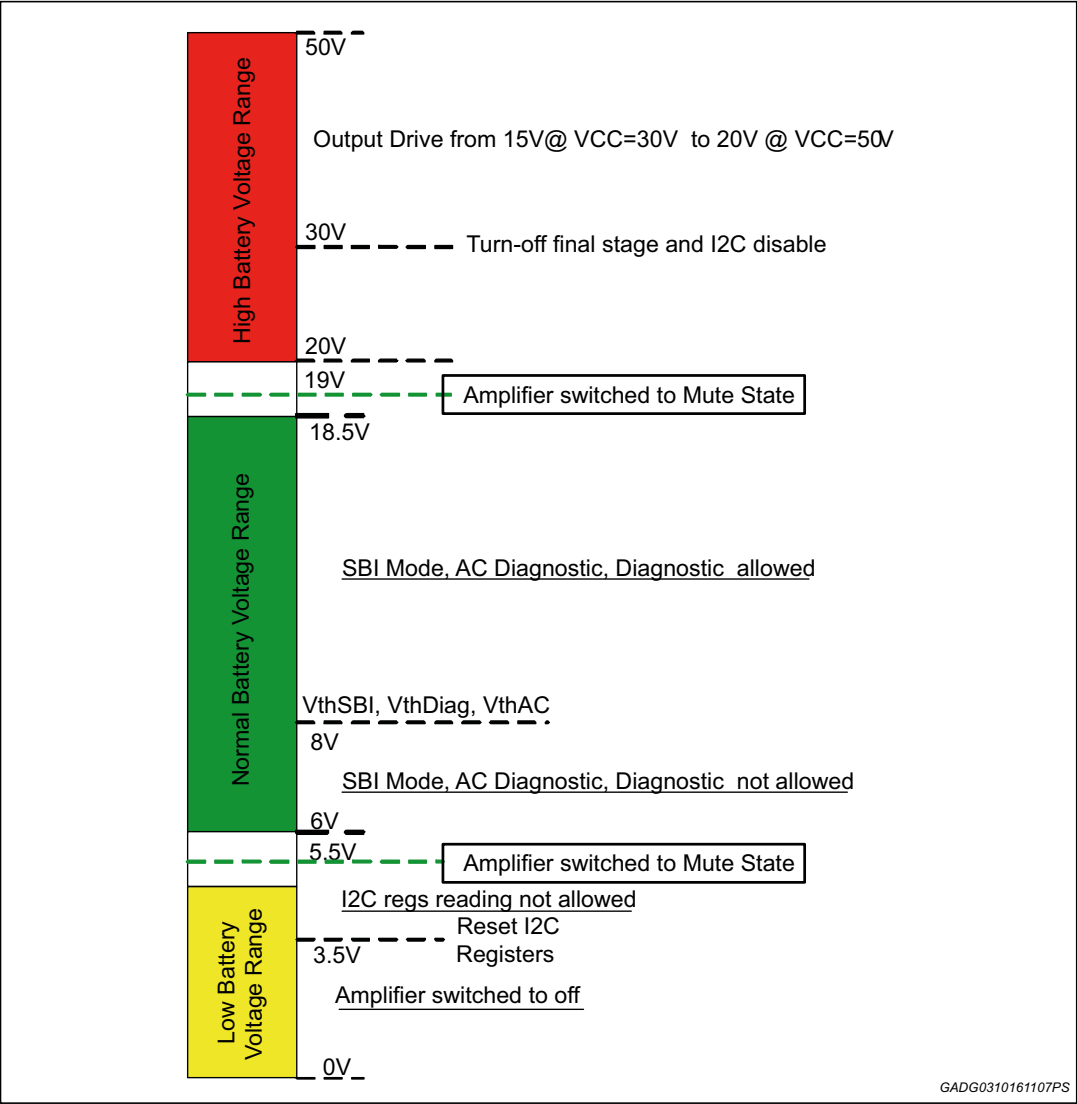 50V
High Battery Voltage Range
Output Drive from 15V@ VCC=30V to 20V @ VCC=50V
30V
Turn-off final stage and I2C disable
20V
19V
Amplifier switched to Mute State
18.5V
Normal Battery Voltage Range
SBI Mode, AC Diagnostic, Diagnostic allowed
VthSBI, VthDiag, VthAC
8V
SBI Mode, AC Diagnostic, Diagnostic not allowed
6V
5.5V
Amplifier switched to Mute State
I2C regs reading not allowed
Low Battery
Voltage Range
Reset I2C
Registers
3.5V
Amplifier switched to off
0V
GADG0310161107PS